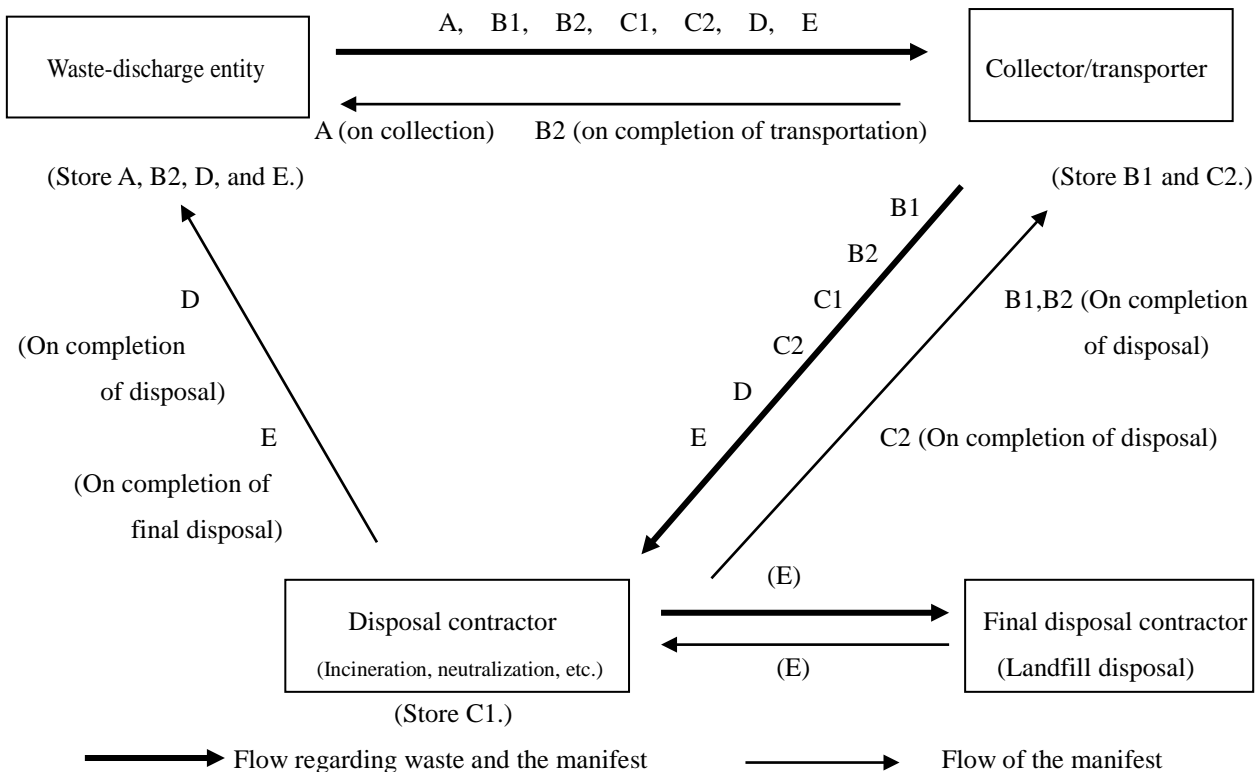 A, B1, B2, C1, C2, D, E
Waste-discharge entity
Collector/transporter
A (on collection)
B2 (on completion of transportation)
(Store A, B2, D, and E.)
(Store B1 and C2.)
B1
B2
C1
C2
D
E
B1,B2 (On completion
of disposal)
D
(On completion
of disposal)
E
(On completion of
final disposal)
C2 (On completion of disposal)
(E)
Disposal contractor
(Incineration, neutralization, etc.)
(Store C1.)
(E)
Final disposal contractor
(Landfill disposal)
Flow regarding waste and the manifest
Flow of the manifest